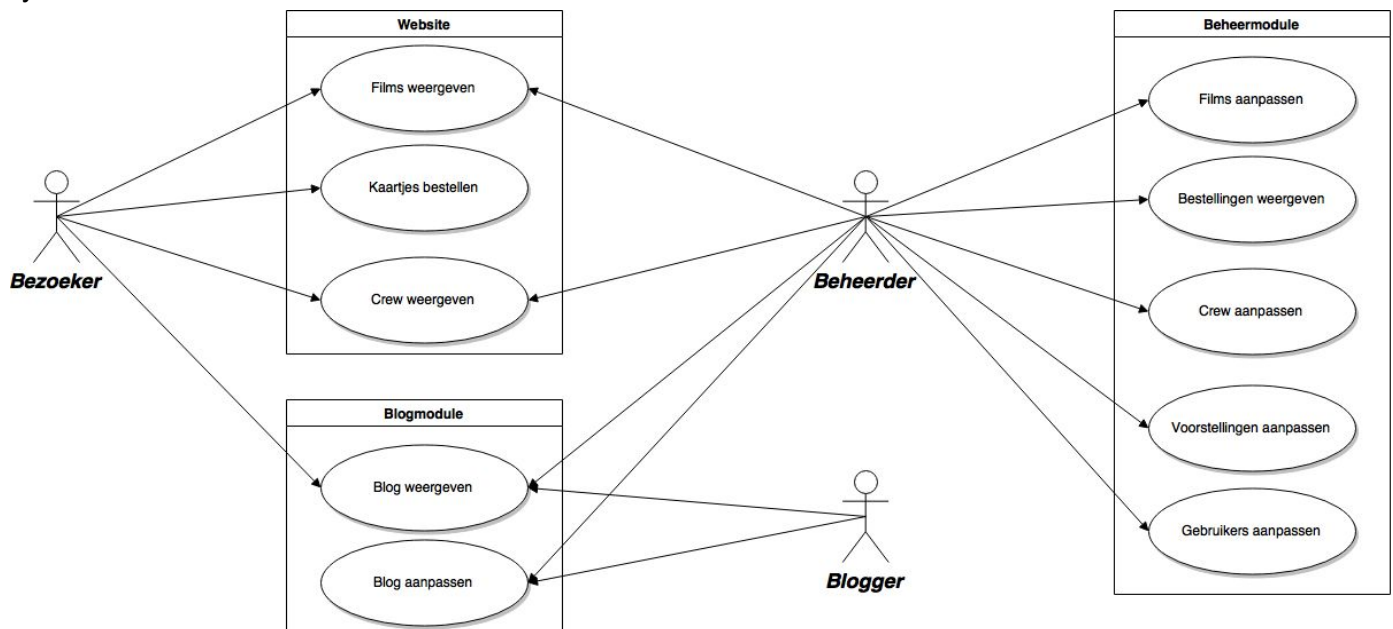 Website
Films weergeven
Kaartjes bestellen
Crew weergeven
Bezoeker
Blogmodule
Blog weergeven
Blog aanpassen
Beheerder
Blogger
Beheermodule
Films aanpassen
Bestellingen weergeven
Crew aanpassen
Voorstellingen aanpassen
Gebruikers aanpassen